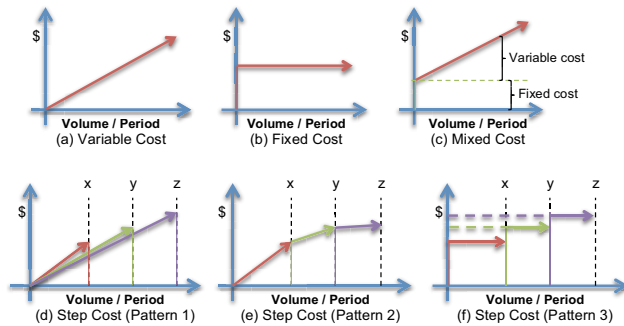 $
Volume / Period
(a) Variable Cost
$
Volume / Period
(b) Fixed Cost
$
Variable cost
Fixed cost
Volume / Period
(c) Mixed Cost
x y z
$
Volume / Period
(d) Step Cost (Pattern 1)
x y z
$
Volume / Period
(e) Step Cost (Pattern 2)
x y z
$
Volume / Period
(f) Step Cost (Pattern 3)